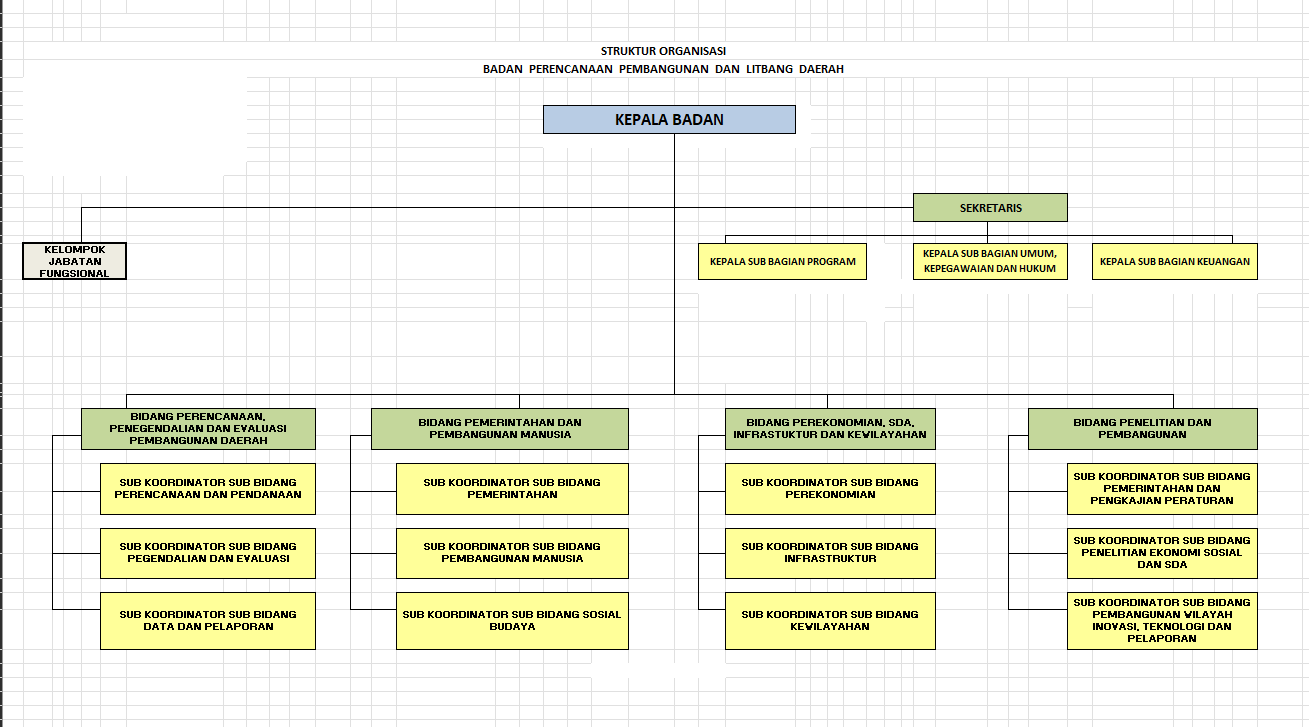 STRUKTUR ORGANISASI
BADAN PERENCANAAN PEMBANGUNAN DAN LITBANG DAERAH
KEPALA BADAN
SEKRETARIS
KELOMPOK
JABATAN
FUNGSIONAL
KEPALA SUB BAGIAN PROGRAM
KEPALA SUB BAGIAN UMUM,
KEPEGAWAIAN DAN HUKUM
KEPALA SUB BAGIAN KEUANGAN
BIDANG PERENCANAAN,
PENEGENDALIAN DAN EVALUASI
PEMBANGUNAN DAERAH
SUB KOORDINATOR SUB BIDANG
PERENCANAAN DAN PENDANAAN
SUB KOORDINATOR SUB BIDANG
PEGENDALIAN DAN EVALUASI
SUB KOORDINATOR SUB BIDANG
DATA DAN PELAPORAN
BIDANG PEMERINTAHAN DAN
PEMBANGUNAN MANUSIA
SUB KOORDINATOR SUB BIDANG
PEMERINTAHAN
SUB KOORDINATOR SUB BIDANG
PEMBANGUNAN MANUSIA
SUB KOORDINATOR SUB BIDANG SOSIAL
BUDAYA
BIDANG PEREKONOMIAN, SDA,
INFRASTUKTUR DAN KEWILAYAHAN
SUB KOORDINATOR SUB BIDANG
PEREKONOMIAN
SUB KOORDINATOR SUB BIDANG
INFRASTRUKTUR
SUB KOORDINATOR SUB BIDANG
KEWILAYAHAN
BIDANG PENELITIAN DAN
PEMBANGUNAN
SUB KOORDINATOR SUB BIDANG
PEMERINTAHAN DAN
PENGKAJIAN PERATURAN
SUB KOORDINATOR SUB BIDANG
PENELITIAN EKONOMI SOSIAL
DAN SDA
SUB KOORDINATOR SUB BIDANG
PEMBANGUNAN WILAYAH
INOVASI, TEKNOLOGI DAN
PELAPORAN